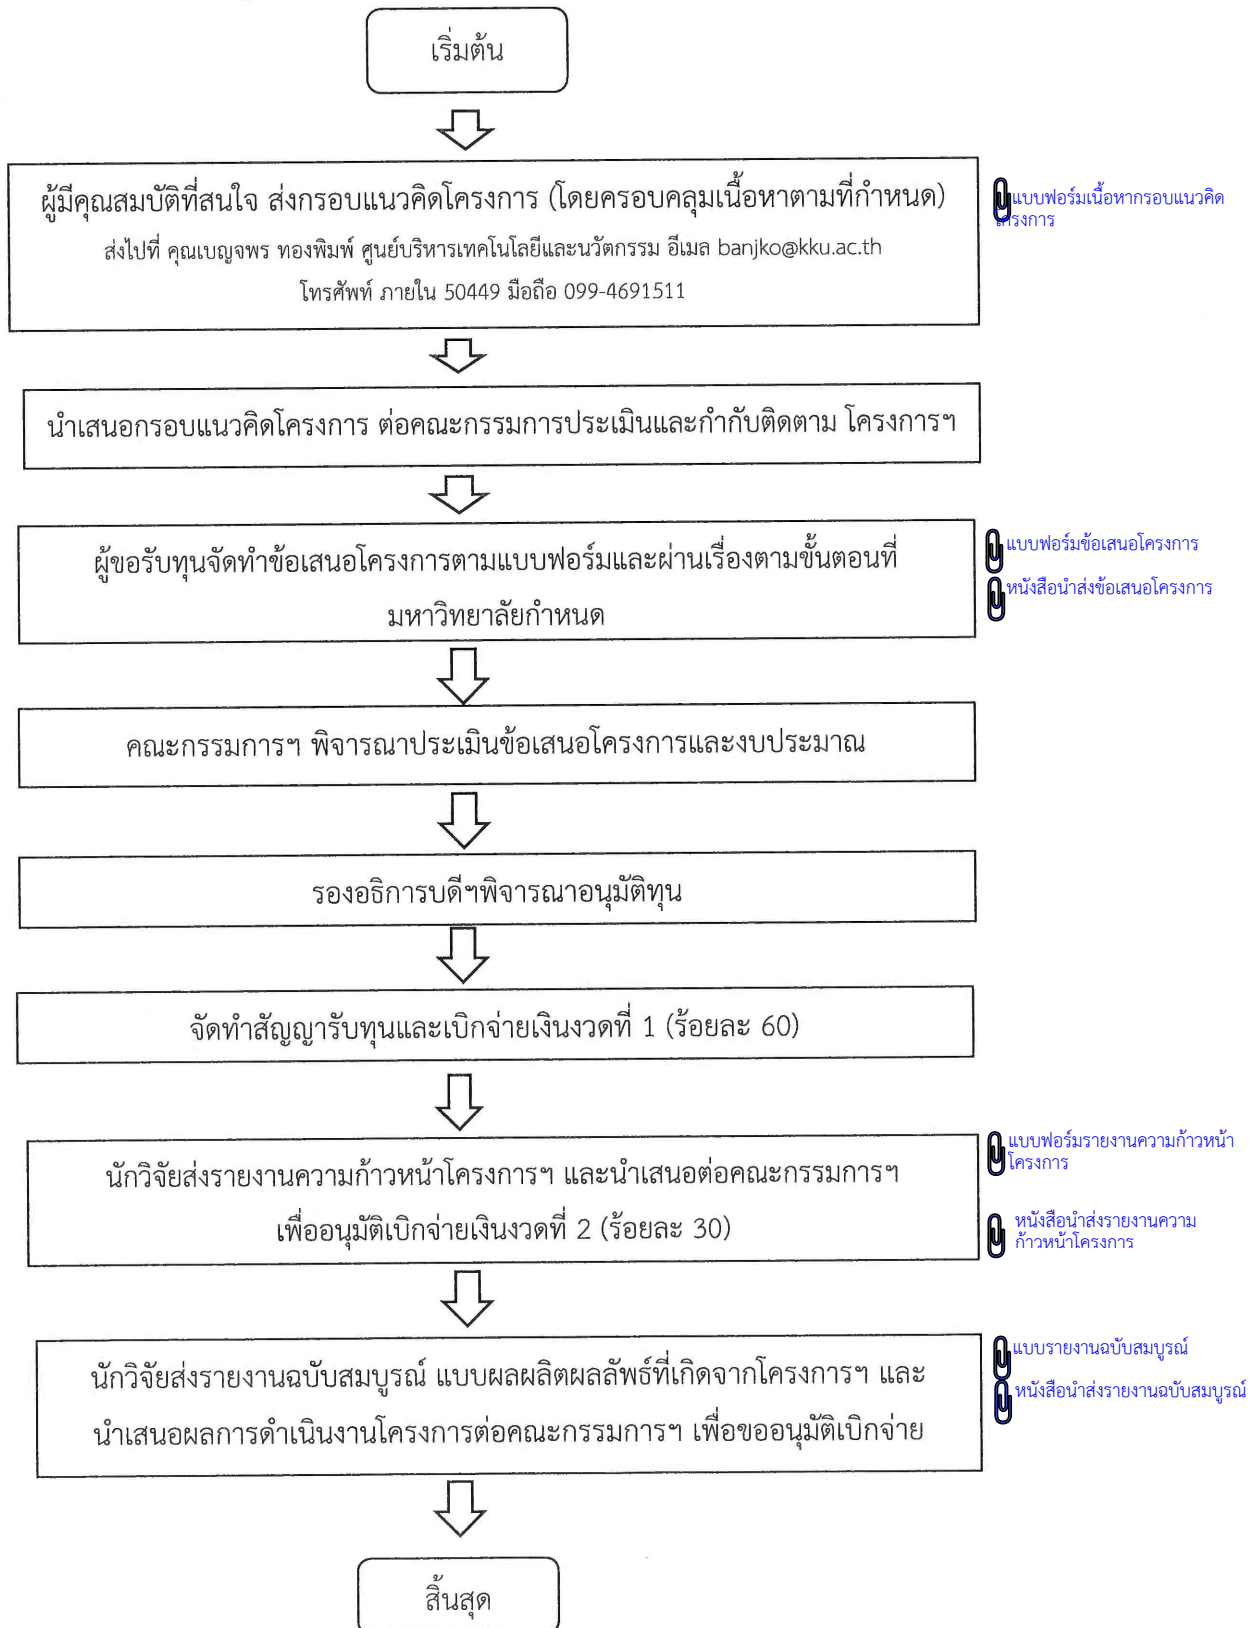 เริ่มต้น
ผู้มีคุณสมบัติที่สนใจ ส่งกรอบแนวคิดโครงการ (โดยครอบคลุมเนื้อหาตามที่กำหนด)
ส่งไปที่ คุณเบญจพร ทองพิมพ์ ศูนย์บริหารเทคโนโลยีและนวัตกรรม อีเมล banjko@kku.ac.th
โทรศัพท์ ภายใน 50449 มือถือ 099-4691511
แบบฟอร์มเนื้อหากรอบแนวคิด
โครงการ
นำเสนอกรอบแนวคิดโครงการ ต่อคณะกรรมการประเมินและกำกับติดตาม โครงการฯ
ผู้ขอรับทุนจัดทำข้อเสนอโครงการตามแบบฟอร์มและผ่านเรื่องตามขั้นตอนที่
มหาวิทยาลัยกำหนด
แบบฟอร์มข้อเสนอโครงการ
หนังสือนำส่งข้อเสนอโครงการ
คณะกรรมการฯ พิจารณาประเมินข้อเสนอโครงการและงบประมาณ
รองอธิการบดีฯพิจารณาอนุมัติทุน
จัดทำสัญญารับทุนและเบิกจ่ายเงินงวดที่ 1 (ร้อยละ 60)
นักวิจัยส่งรายงานความก้าวหน้าโครงการฯ และนำเสนอต่อคณะกรรมการฯ
เพื่ออนุมัติเบิกจ่ายเงินงวดที่ 2 (ร้อยละ 30)
แบบฟอร์มรายงานความก้าวหน้า
โครงการ
หนังสือนำส่งรายงานความ
ก้าวหน้าโครงการ
นักวิจัยส่งรายงานฉบับสมบูรณ์ แบบผลผลิตผลลัพธ์ที่เกิดจากโครงการฯ และ
นำเสนอผลการดำเนินงานโครงการต่อคณะกรรมการฯ เพื่อขออนุมัติเบิกจ่าย
แบบรายงานฉบับสมบูรณ์
หนังสือนำส่งรายงานฉบับสมบูรณ์
สิ้นสุด